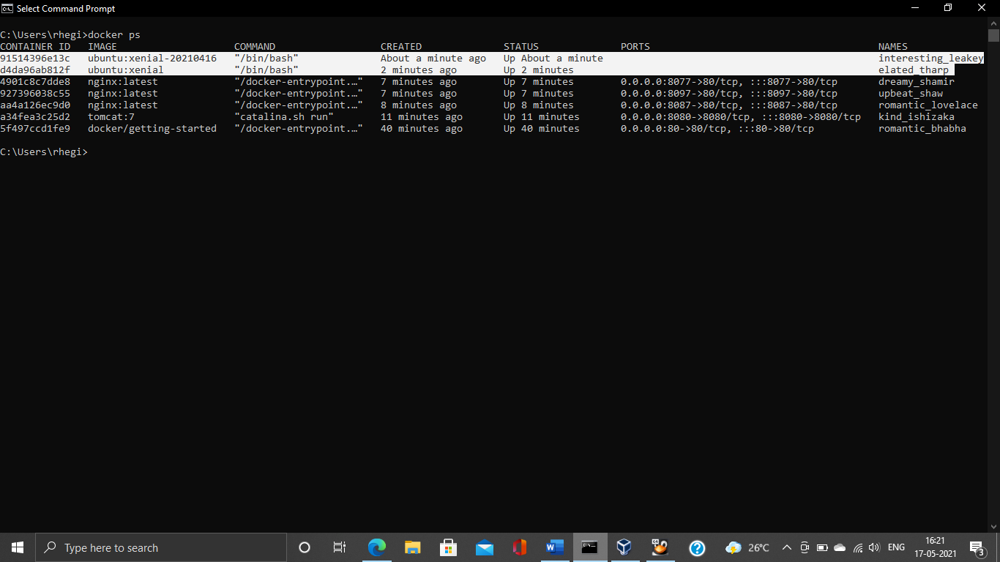 Select Command Prompt
C:\Users\rhegi>docker ps
CONTAINER ID   IMAGE                    COMMAND                  CREATED              STATUS              PORTS                                       NAMES
91514396e13c   ubuntu:xenial-20210416   "/bin/bash"              About a minute ago   Up About a minute                                               interesting_leakey
d4da96ab812f   ubuntu:xenial            "/bin/bash"              2 minutes ago        Up 2 minutes                                                    elated_tharp
4901c8c7dde8   nginx:latest             "/docker-entrypoint.…"   7 minutes ago        Up 7 minutes        0.0.0.0:8077->80/tcp, :::8077->80/tcp       dreamy_shamir
927396038c55   nginx:latest             "/docker-entrypoint.…"   7 minutes ago        Up 7 minutes        0.0.0.0:8097->80/tcp, :::8097->80/tcp       upbeat_shaw
aa4a126ec9d0   nginx:latest             "/docker-entrypoint.…"   8 minutes ago        Up 8 minutes        0.0.0.0:8087->80/tcp, :::8087->80/tcp       romantic_lovelace
a34fea3c25d2   tomcat:7                 "catalina.sh run"        11 minutes ago       Up 11 minutes       0.0.0.0:8080->8080/tcp, :::8080->8080/tcp   kind_ishizaka
5f497ccd1fe9   docker/getting-started   "/docker-entrypoint.…"   40 minutes ago       Up 40 minutes       0.0.0.0:80->80/tcp, :::80->80/tcp           romantic_bhabha
C:\Users\rhegi>
Type here to search
26°C
ENG
16:21
17-05-2021
3